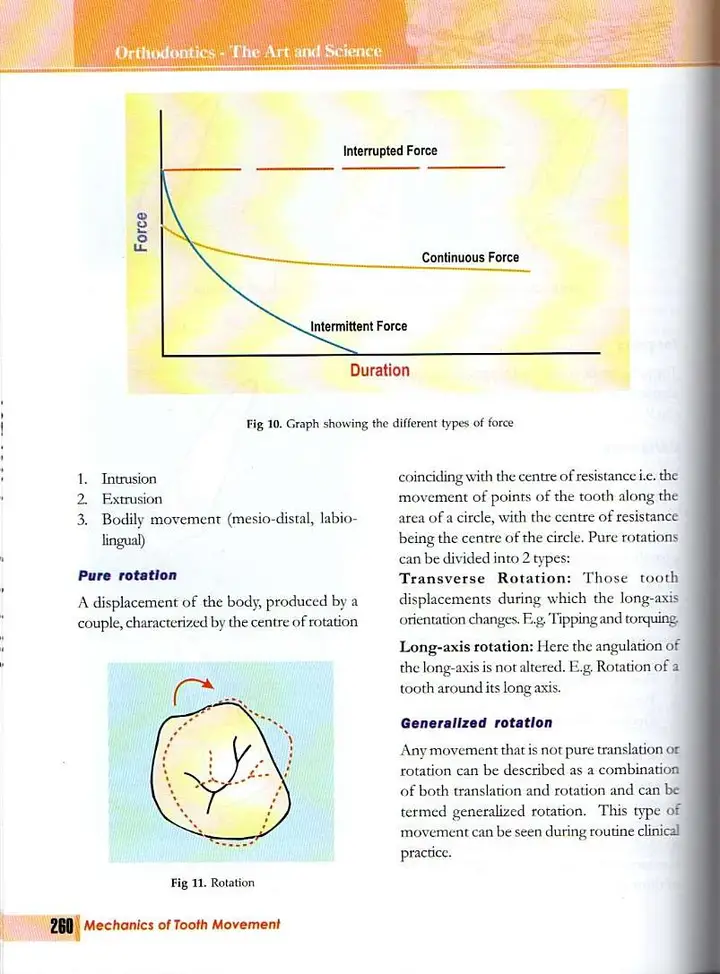 Orthodontics - The Art and Science
Interrupted Force
Force
Continuous Force
Intermittent Force
Duration
Fig 10. Graph showing the different types of force
1. Intrusion
2. Extrusion
3. Bodily movement (mesio-distal, labio-
lingual)
Pure rotation
A displacement of the body, produced by a
couple, characterized by the centre of rotation
Fig 11. Rotation
coinciding with the centre of resistance i.e. the
movement of points of the tooth along the
area of a circle, with the centre of resistance
being the centre of the circle. Pure rotations
can be divided into 2 types:
Transverse Rotation: Those tooth
displacements during which the long-axis
orientation changes. E.g. Tipping and torquing.
Long-axis rotation: Here the angulation of
the long-axis is not altered. E.g. Rotation of a
tooth around its long axis.
Generalized rotation
Any movement that is not pure translation or
rotation can be described as a combination
of both translation and rotation and can be
termed generalized rotation. This type of
movement can be seen during routine clinical
practice.
260 Mechanics of Tooth Movement